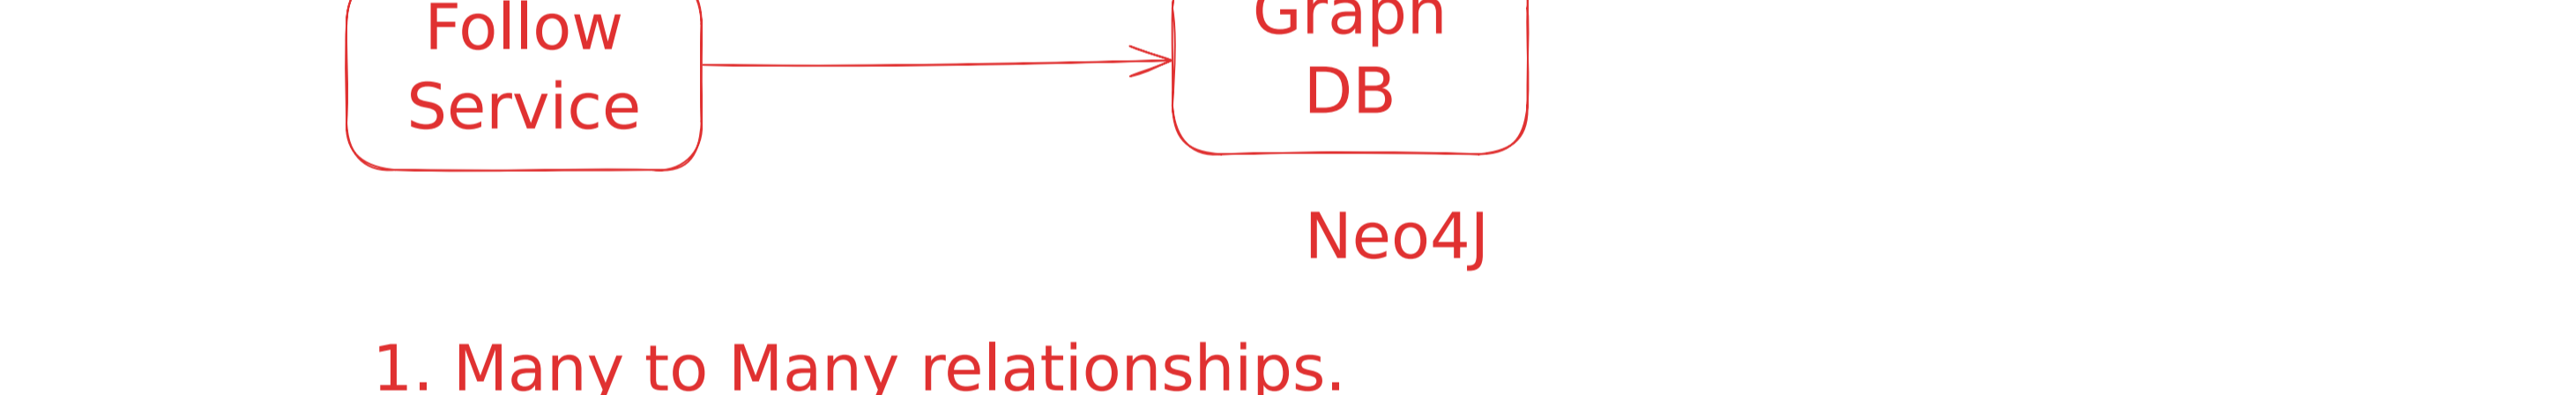 Follow
Service
Graph
DB
Neo4J
1. Many to Many relationships.